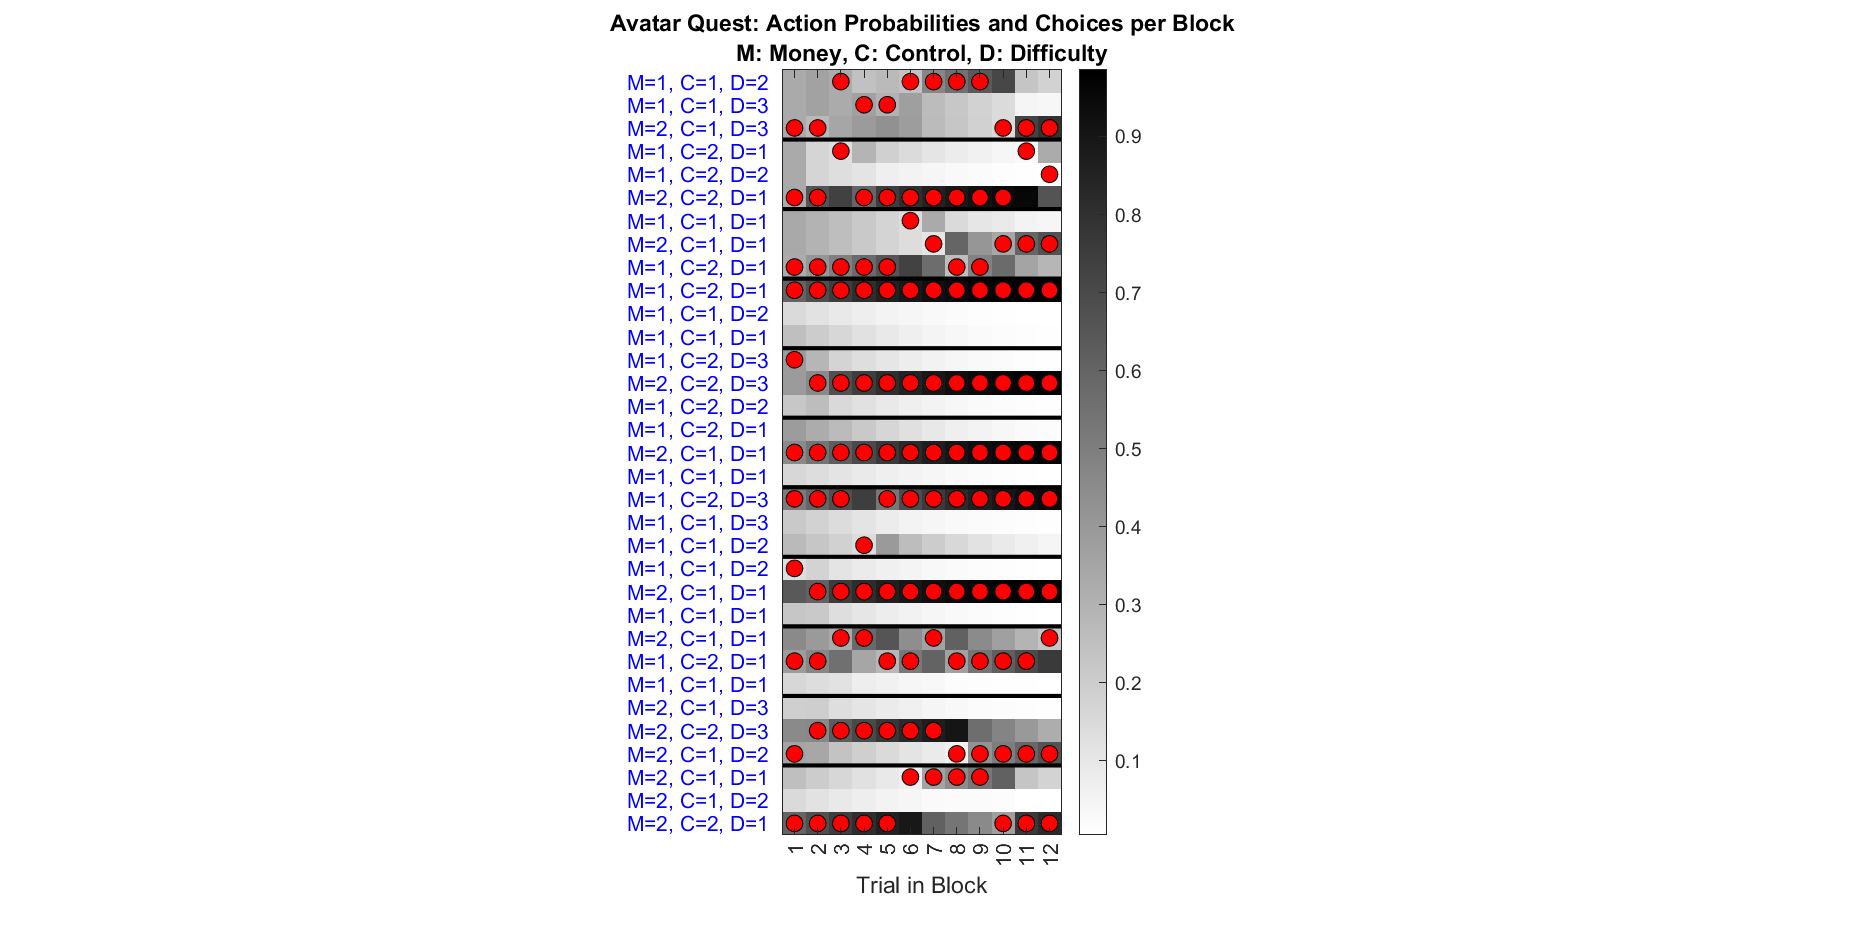 Avatar Quest: Action Probabilities and Choices per Block
M: Money, C: Control, D: Difficulty
M=1, C=1, D=2
M=1, C=1, D=3
M=2, C=1, D=3
M=1, C=2, D=1
M=1, C=2, D=2
M=2, C=2, D=1
M=1, C=1, D=1
M=2, C=1, D=1
M=1, C=2, D=1
M=1, C=2, D=1
M=1, C=1, D=2
M=1, C=1, D=1
M=1, C=2, D=3
M=2, C=2, D=3
M=1, C=2, D=2
M=1, C=2, D=1
M=2, C=1, D=1
M=1, C=1, D=1
M=1, C=2, D=3
M=1, C=1, D=3
M=1, C=1, D=2
M=1, C=1, D=2
M=2, C=1, D=1
M=1, C=1, D=1
M=2, C=1, D=1
M=1, C=2, D=1
M=1, C=1, D=1
M=2, C=1, D=3
M=2, C=2, D=3
M=2, C=1, D=2
M=2, C=1, D=1
M=2, C=1, D=2
M=2, C=2, D=1
0.9
0.8
0.7
0.6
0.5
0.4
0.3
0.2
0.1
1 2 3 4 5 6 7 8 9 10 11 12
Trial in Block